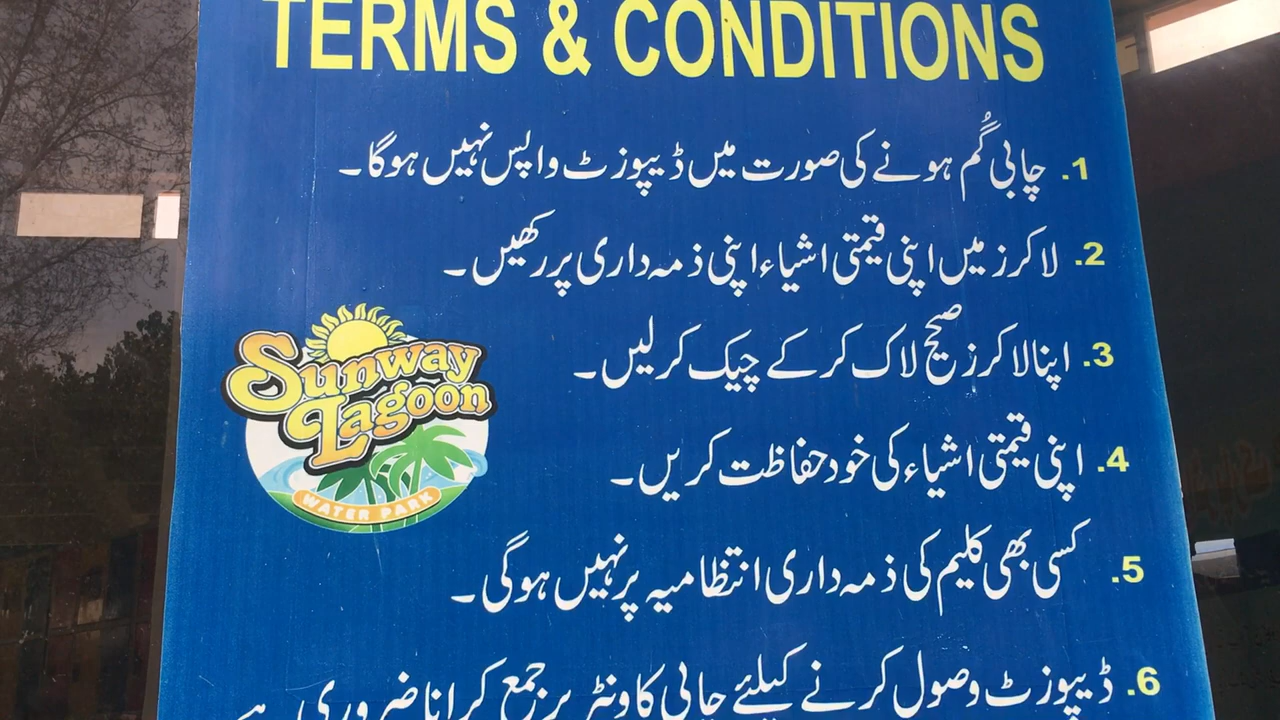 TERMS & CONDITIONS
1. چابی گُم ہونے کی صورت میں ڈیپوزٹ واپس نہیں ہوگا۔
2. لاکرز میں اپنی قیمتی اشیاء اپنی ذمہ داری پر رکھیں۔
3. اپنا لاکرز صحیح لاک کر کے چیک کر لیں۔
Sunway
Lagoon
WATER PARK
4. اپنی قیمتی اشیاء کی خود حفاظت کریں۔
5. کسی بھی کلیم کی ذمہ داری انتظامیہ پر نہیں ہوگی۔
6. ڈیپوزٹ وصول کرنے کیلئے چابی کاونٹر پر جمع کرانا ضروری ہے